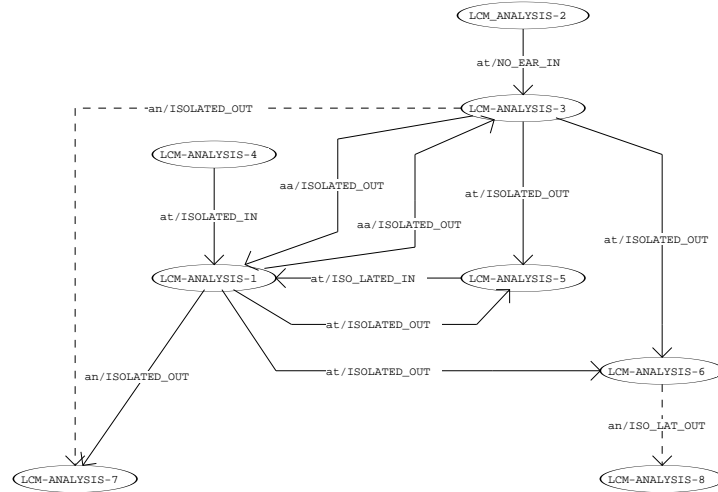 LCM_ANALYSIS-2
at/NO_EAR_IN
an/ISOLATED_OUT
LCM-ANALYSIS-3
LCM-ANALYSIS-4
aa/ISOLATED_OUT
at/ISOLATED_OUT
at/ISOLATED_IN
aa/ISOLATED_OUT
at/ISOLATED_OUT
LCM-ANALYSIS-1
at/ISO_LATED_IN
LCM-ANALYSIS-5
at/ISOLATED_OUT
an/ISOLATED_OUT
at/ISOLATED_OUT
LCM-ANALYSIS-6
an/ISO_LAT_OUT
LCM-ANALYSIS-7
LCM-ANALYSIS-8